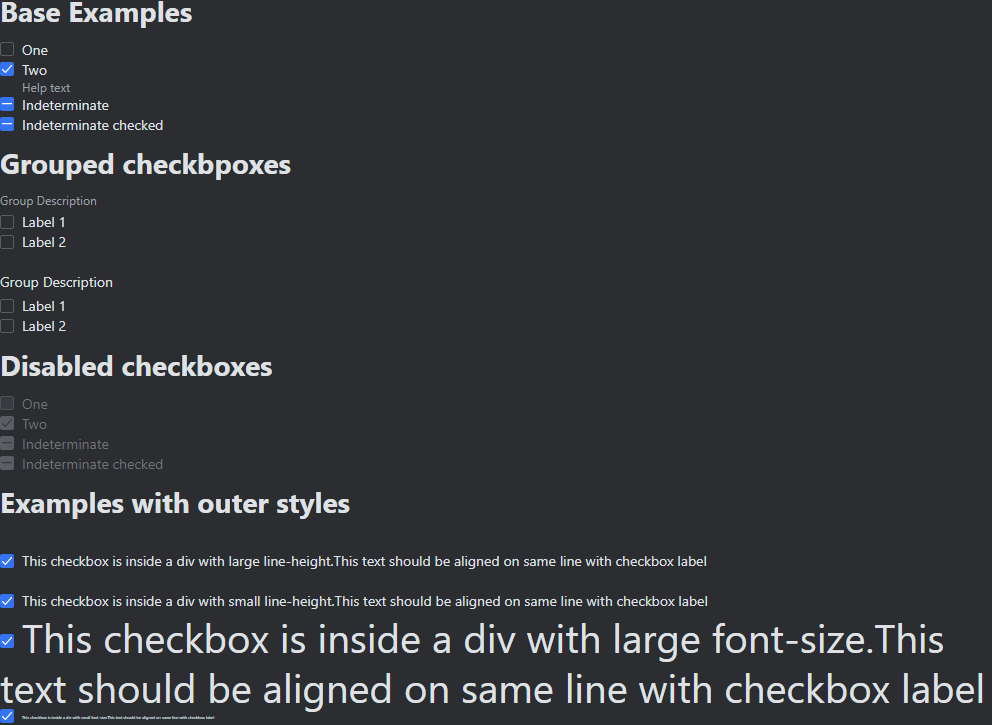 Base Examples
One
Two
Help text
Indeterminate
Indeterminate checked
Grouped checkbpoxes
Group Description
Label 1
Label 2
Group Description
Label 1
Label 2
Disabled checkboxes
One
Two
Indeterminate
Indeterminate checked
Examples with outer styles
This checkbox is inside a div with large line-height.This text should be aligned on same line with checkbox label
This checkbox is inside a div with small line-height.This text should be aligned on same line with checkbox label
This checkbox is inside a div with large font-size.This
text should be aligned on same line with checkbox label
This checkbox is inside a div with small font-size.This text should be aligned on same line with checkbox label